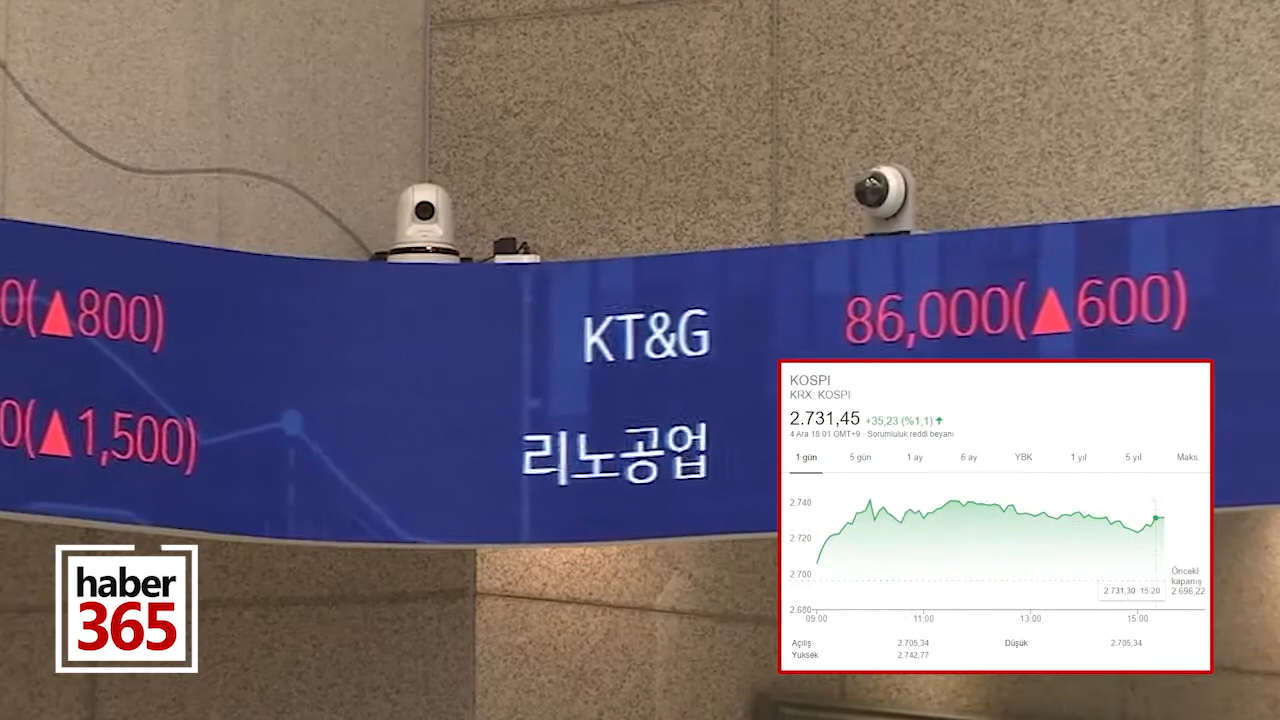 0(▲800)
KT&G
86,000(▲600)
0(▲1,500)
리노공업
KOSPI
KRX: KOSPI
2.731,45 +35,23 (%1,1)
4 Ara 18.01 GMT+9 · Sorumluluk reddi beyanı
1 gün 5 gün 1 ay 6 ay YBK 1 yıl 5 yıl Maks.
2.740
2.720
2.700
2.680
Önceki
kapanış
2.696,22
2.731,30 15:20
09:00 11:00 13:00 15:00
Açılış 2.705,34 Düşük 2.705,34
Yüksek 2.742,77
haber
365